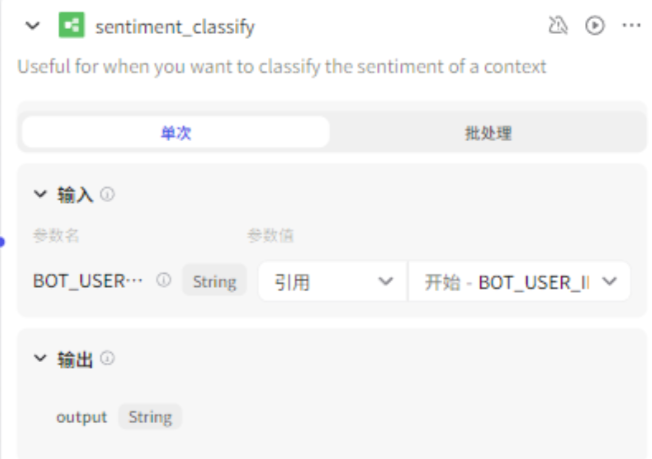 sentiment_classify
Useful for when you want to classify the sentiment of a context
单次 批处理
输入
参数名 参数值
BOT_USER… String 引用 开始 - BOT_USER_I
输出
output String